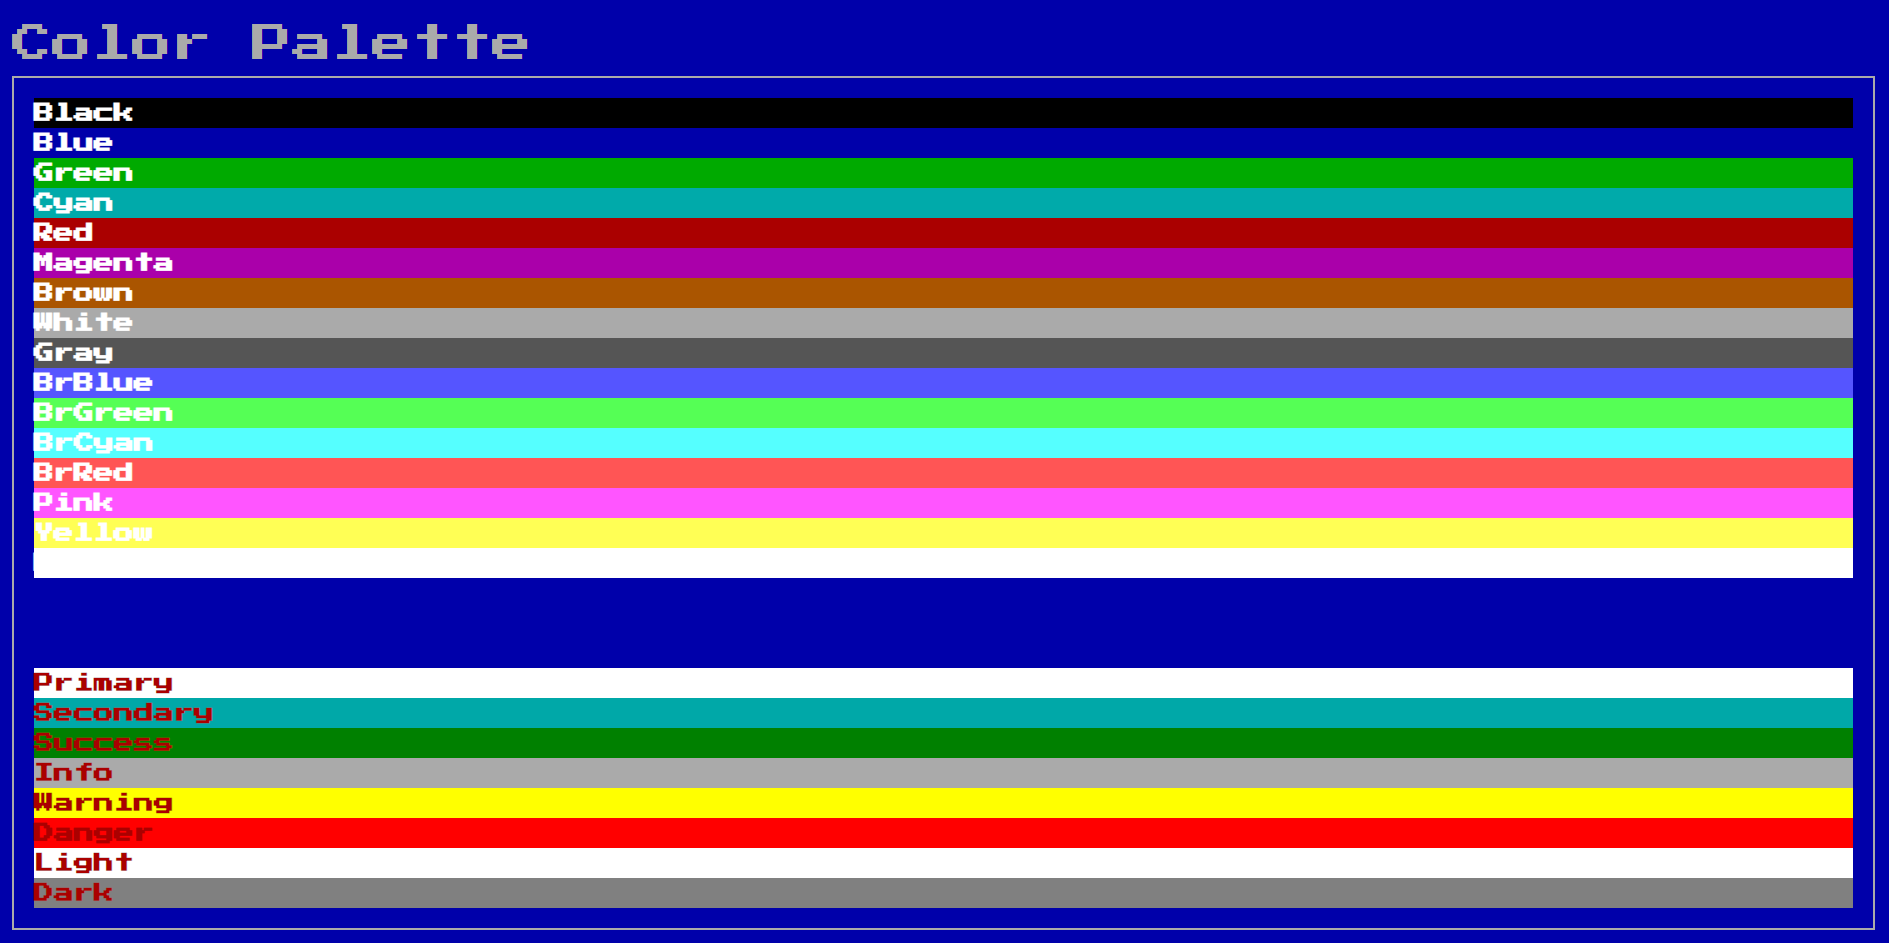 Color Palette
Black
Blue
Green
Cyan
Red
Magenta
Brown
White
Gray
BrBlue
BrGreen
BrCyan
BrRed
Pink
Yellow
Primary
Secondary
Success
Info
Warning
Danger
Light
Dark